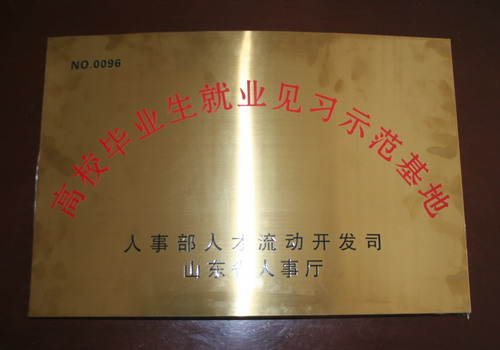 NO.0096
高校毕业生就业见习示范基地
人事部人才流动开发司
山东省人事厅